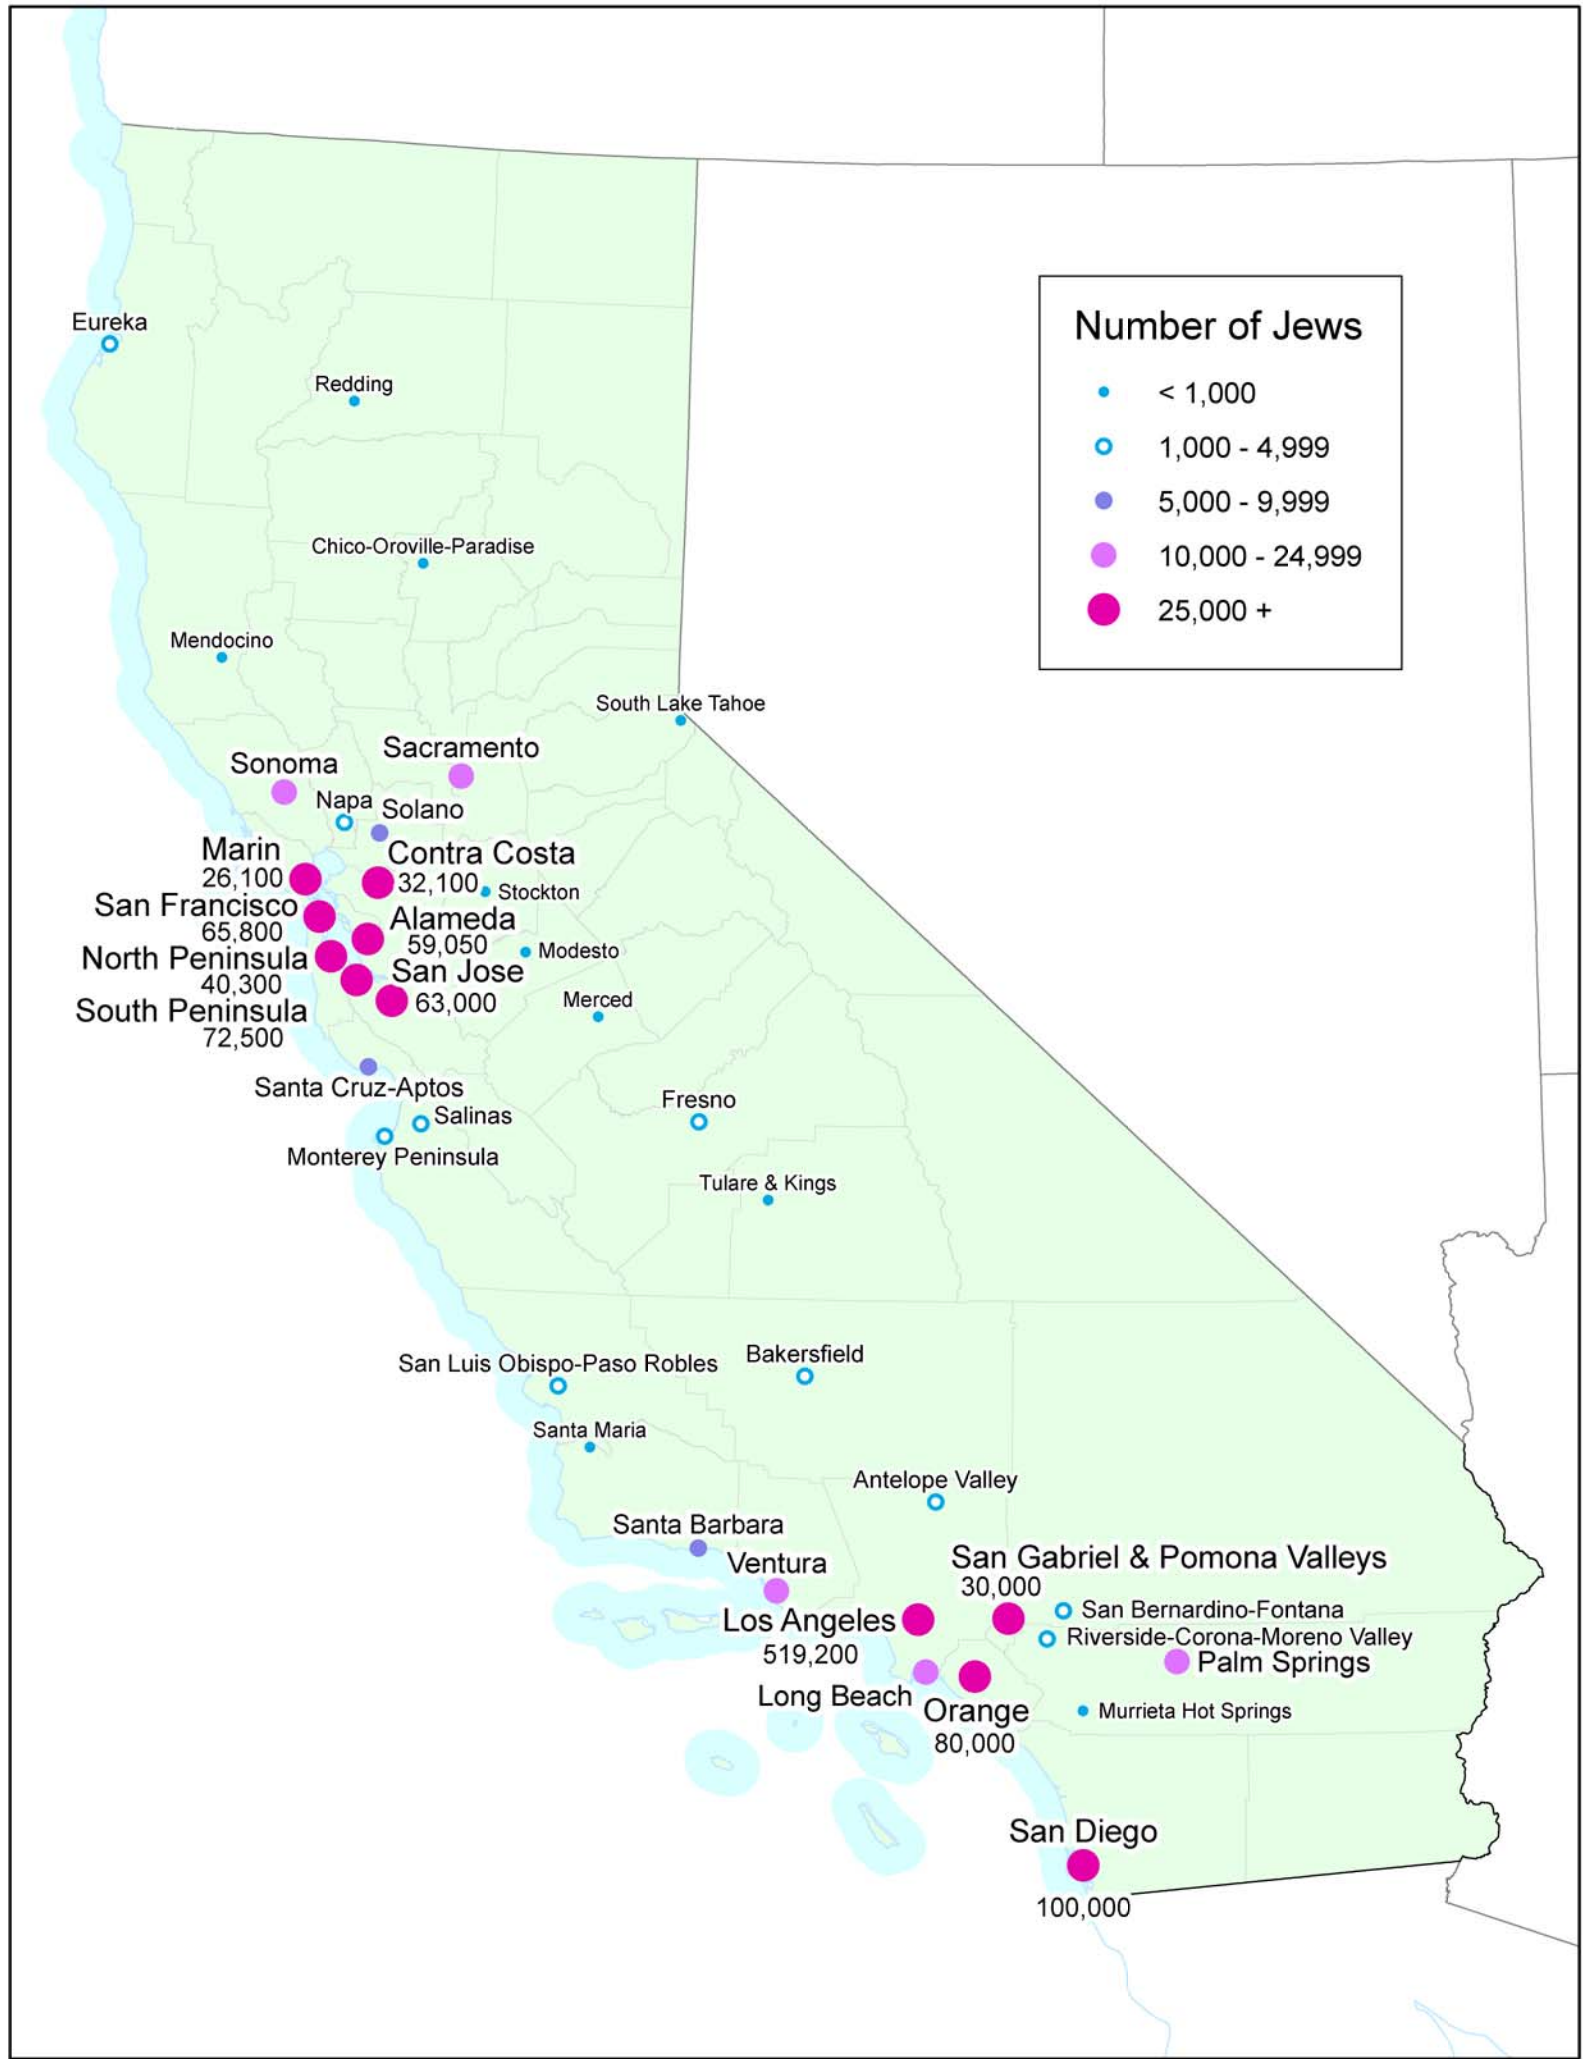 Number of Jews
< 1,000
1,000 - 4,999
5,000 - 9,999
10,000 - 24,999
25,000 +
Eureka
Redding
Chico-Oroville-Paradise
Mendocino
South Lake Tahoe
Sacramento
Sonoma
Napa
Solano
Marin
26,100
Contra Costa
32,100
Stockton
San Francisco
65,800
Alameda
59,050
Modesto
North Peninsula
40,300
San Jose
63,000
South Peninsula
72,500
Merced
Santa Cruz-Aptos
Salinas
Monterey Peninsula
Fresno
Tulare & Kings
San Luis Obispo-Paso Robles
Bakersfield
Santa Maria
Antelope Valley
Santa Barbara
Ventura
San Gabriel & Pomona Valleys
30,000
San Bernardino-Fontana
Los Angeles
519,200
Riverside-Corona-Moreno Valley
Palm Springs
Long Beach
Orange
80,000
Murrieta Hot Springs
San Diego
100,000